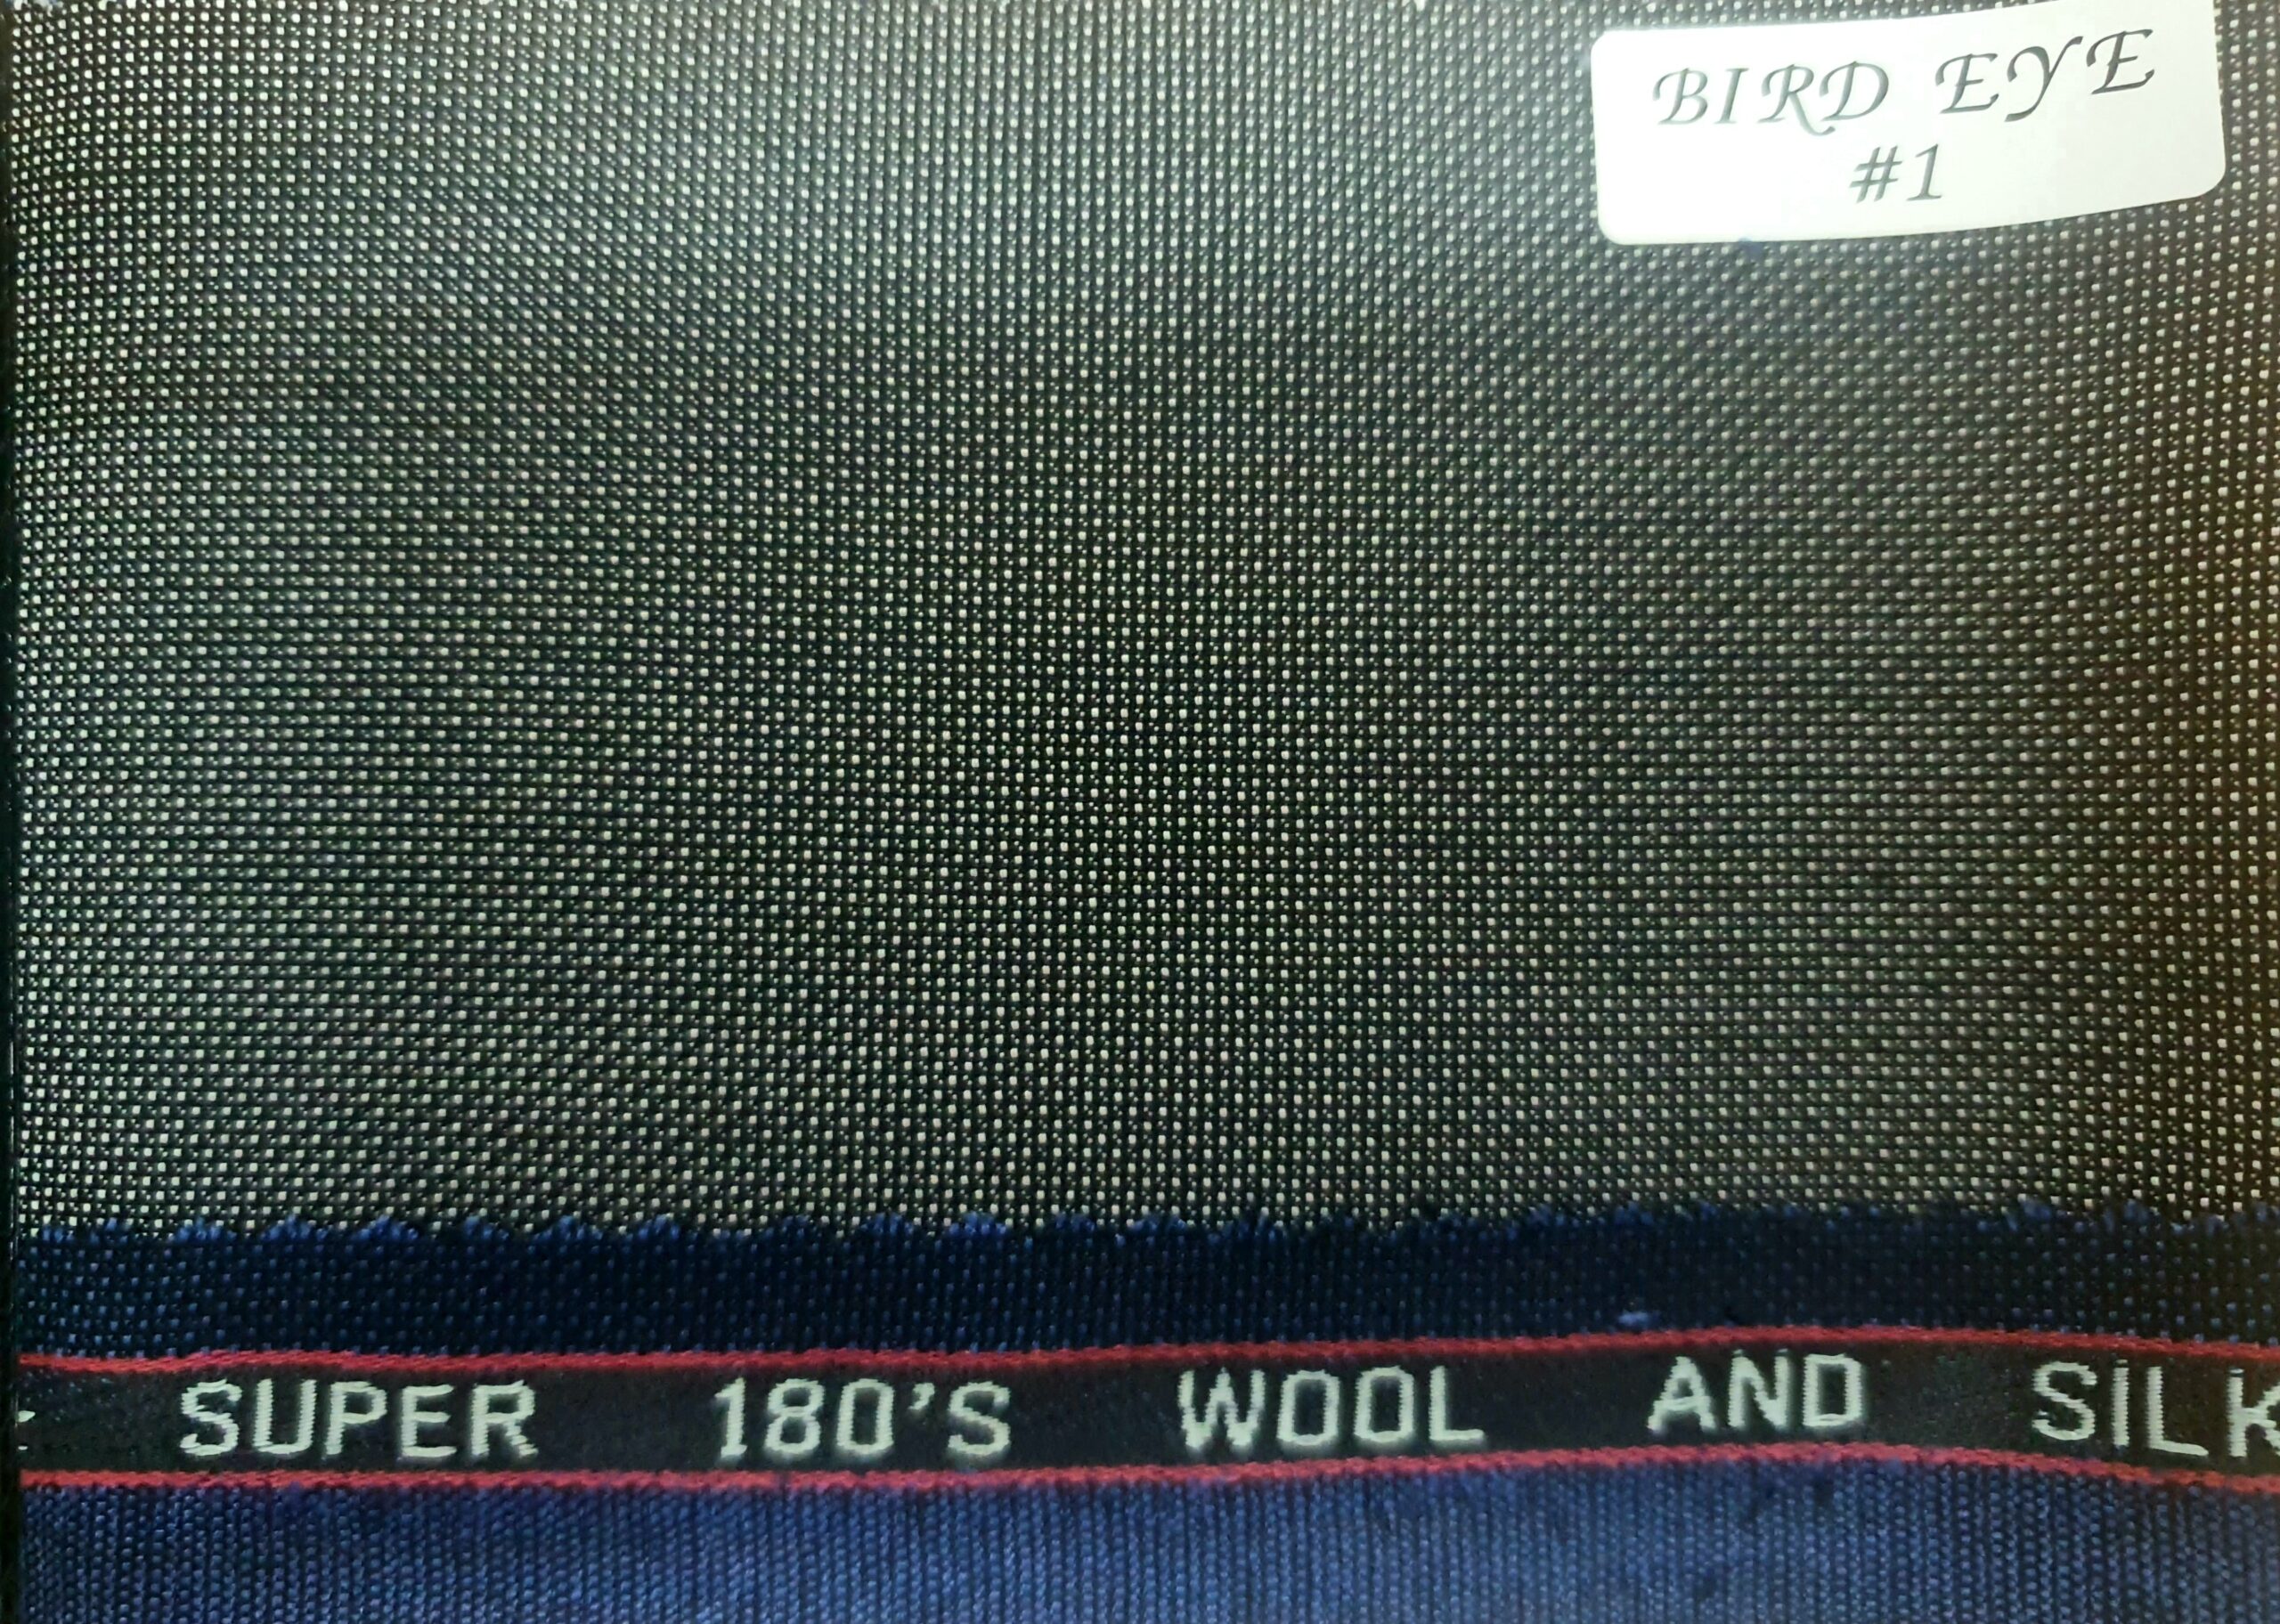 BIRD EYE
#1
SUPER 180'S WOOL AND SILK